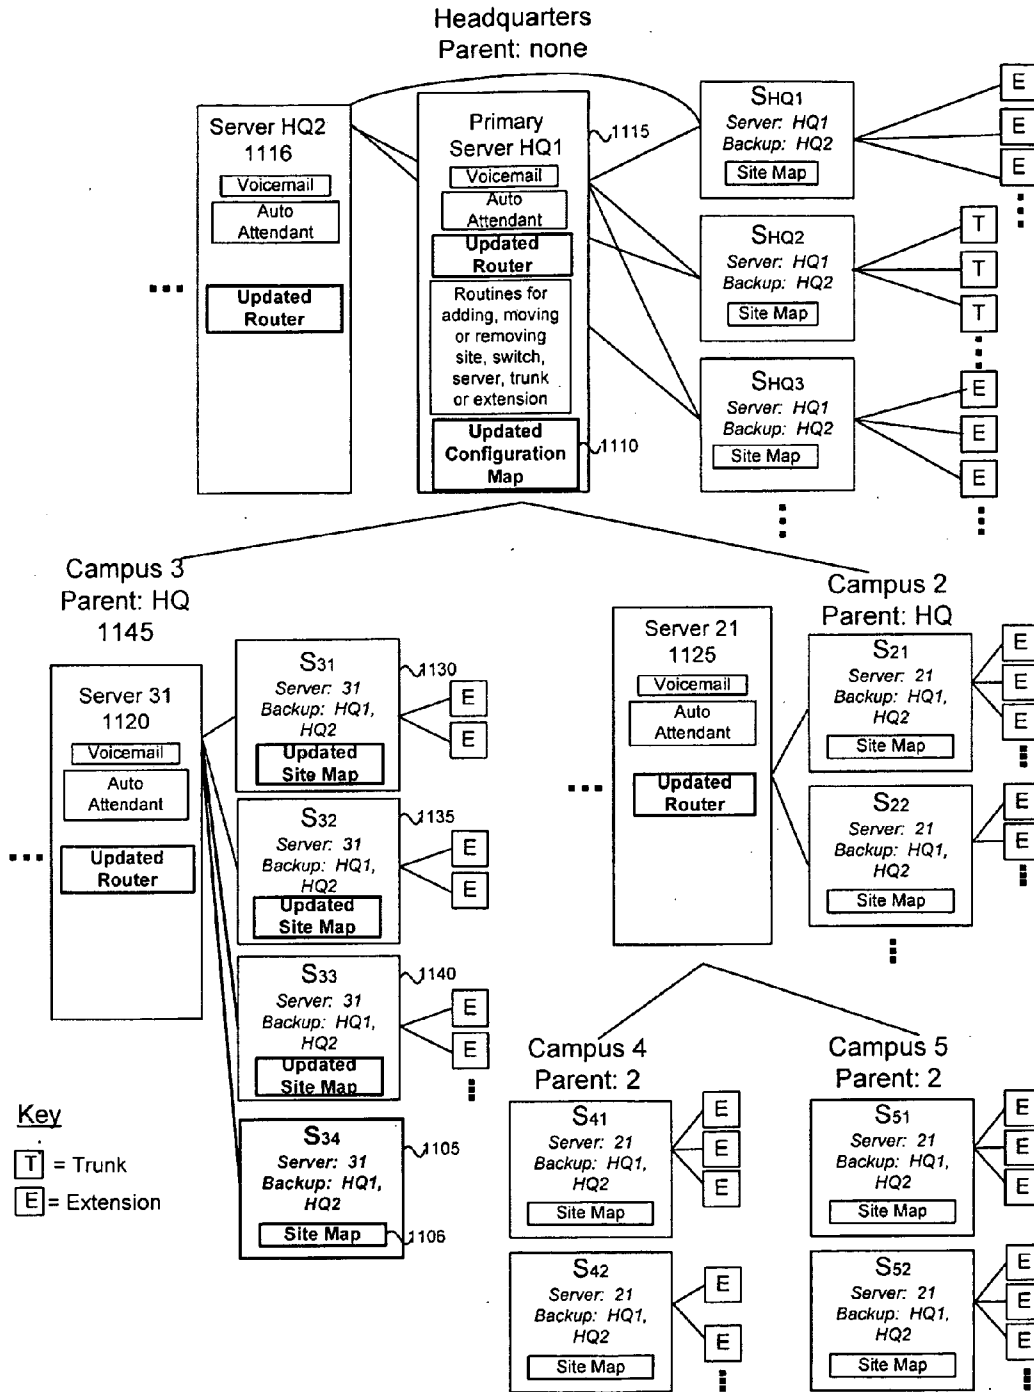 Headquarters
Parent: none
Server HQ2
1116
Voicemail
Auto
Attendant
Updated
Router
Primary
Server HQ1
Voicemail
Auto
Attendant
Updated
Router
Routines for
adding, moving
or removing
site, switch,
server, trunk
or extension
Updated
Configuration
Map
1115
1110
SHQ1
Server: HQ1
Backup: HQ2
Site Map
E
E
E
SHQ2
Server: HQ1
Backup: HQ2
Site Map
T
T
T
SHQ3
Server: HQ1
Backup: HQ2
Site Map
E
E
E
Campus 3
Parent: HQ
1145
Server 31
1120
Voicemail
Auto
Attendant
Updated
Router
S31
Server: 31
Backup: HQ1,
HQ2
Updated
Site Map
1130
E
E
S32
Server: 31
Backup: HQ1,
HQ2
Updated
Site Map
1135
E
E
S33
Server: 31
Backup: HQ1,
HQ2
Updated
Site Map
1140
E
E
S34
Server: 31
Backup: HQ1,
HQ2
Site Map
1105
1106
Campus 2
Parent: HQ
Server 21
1125
Voicemail
Auto
Attendant
Updated
Router
S21
Server: 21
Backup: HQ1,
HQ2
Site Map
E
E
E
S22
Server: 21
Backup: HQ1,
HQ2
Site Map
E
E
Campus 4
Parent: 2
S41
Server: 21
Backup: HQ1,
HQ2
Site Map
E
E
E
S42
Server: 21
Backup: HQ1,
HQ2
Site Map
E
E
Campus 5
Parent: 2
S51
Server: 21
Backup: HQ1,
HQ2
Site Map
E
E
E
S52
Server: 21
Backup: HQ1,
HQ2
Site Map
E
E
E
Key
T = Trunk
E = Extension